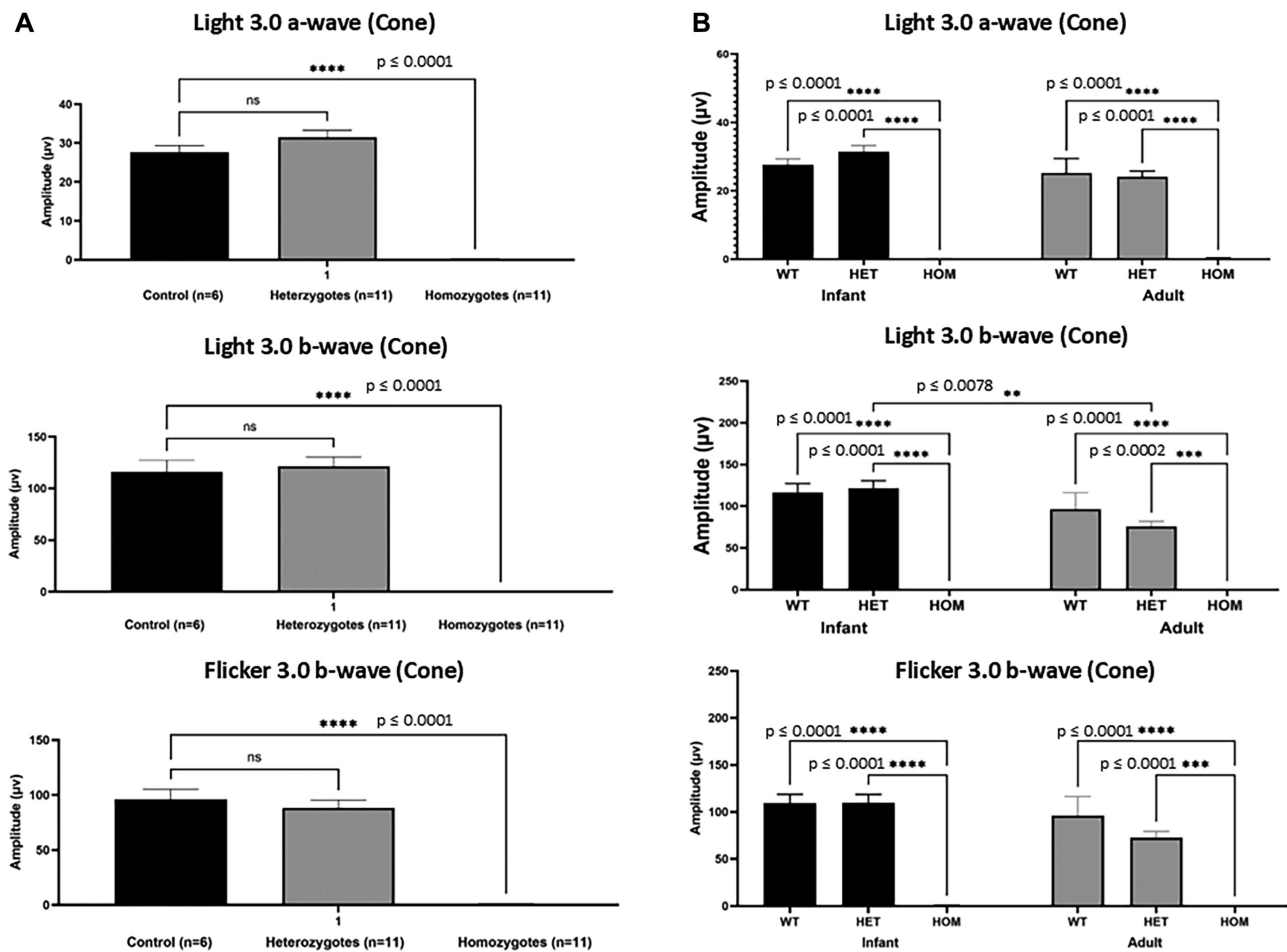 A
Light 3.0 a-wave (Cone)
**** p ≤ 0.0001
ns
Amplitude (µv)
40
30
20
10
0
1
Control (n=6) Heterzygotes (n=11) Homozygotes (n=11)
Light 3.0 b-wave (Cone)
**** p ≤ 0.0001
ns
Amplitude (µv)
150
100
50
0
1
Control (n=6) Heterozygotes (n=11) Homozygotes (n=11)
Flicker 3.0 b-wave (Cone)
**** p ≤ 0.0001
ns
Amplitude (µv)
150
100
50
0
1
Control (n=6) Heterozygotes (n=11) Homozygotes (n=11)
B
Light 3.0 a-wave (Cone)
Amplitude (µv)
60
40
20
0
p ≤ 0.0001 ****
p ≤ 0.0001 ****
p ≤ 0.0001 ****
p ≤ 0.0001 ****
WT HET HOM WT HET HOM
Infant Adult
Light 3.0 b-wave (Cone)
Amplitude (µv)
250
200
150
100
50
0
p ≤ 0.0078 **
p ≤ 0.0001 ****
p ≤ 0.0001 ****
p ≤ 0.0001 ****
p ≤ 0.0002 ***
WT HET HOM WT HET HOM
Infant Adult
Flicker 3.0 b-wave (Cone)
Amplitude (µv)
250
200
150
100
50
0
p ≤ 0.0001 ****
p ≤ 0.0001 ****
p ≤ 0.0001 ****
p ≤ 0.0001 ***
WT HET HOM WT HET HOM
Infant Adult